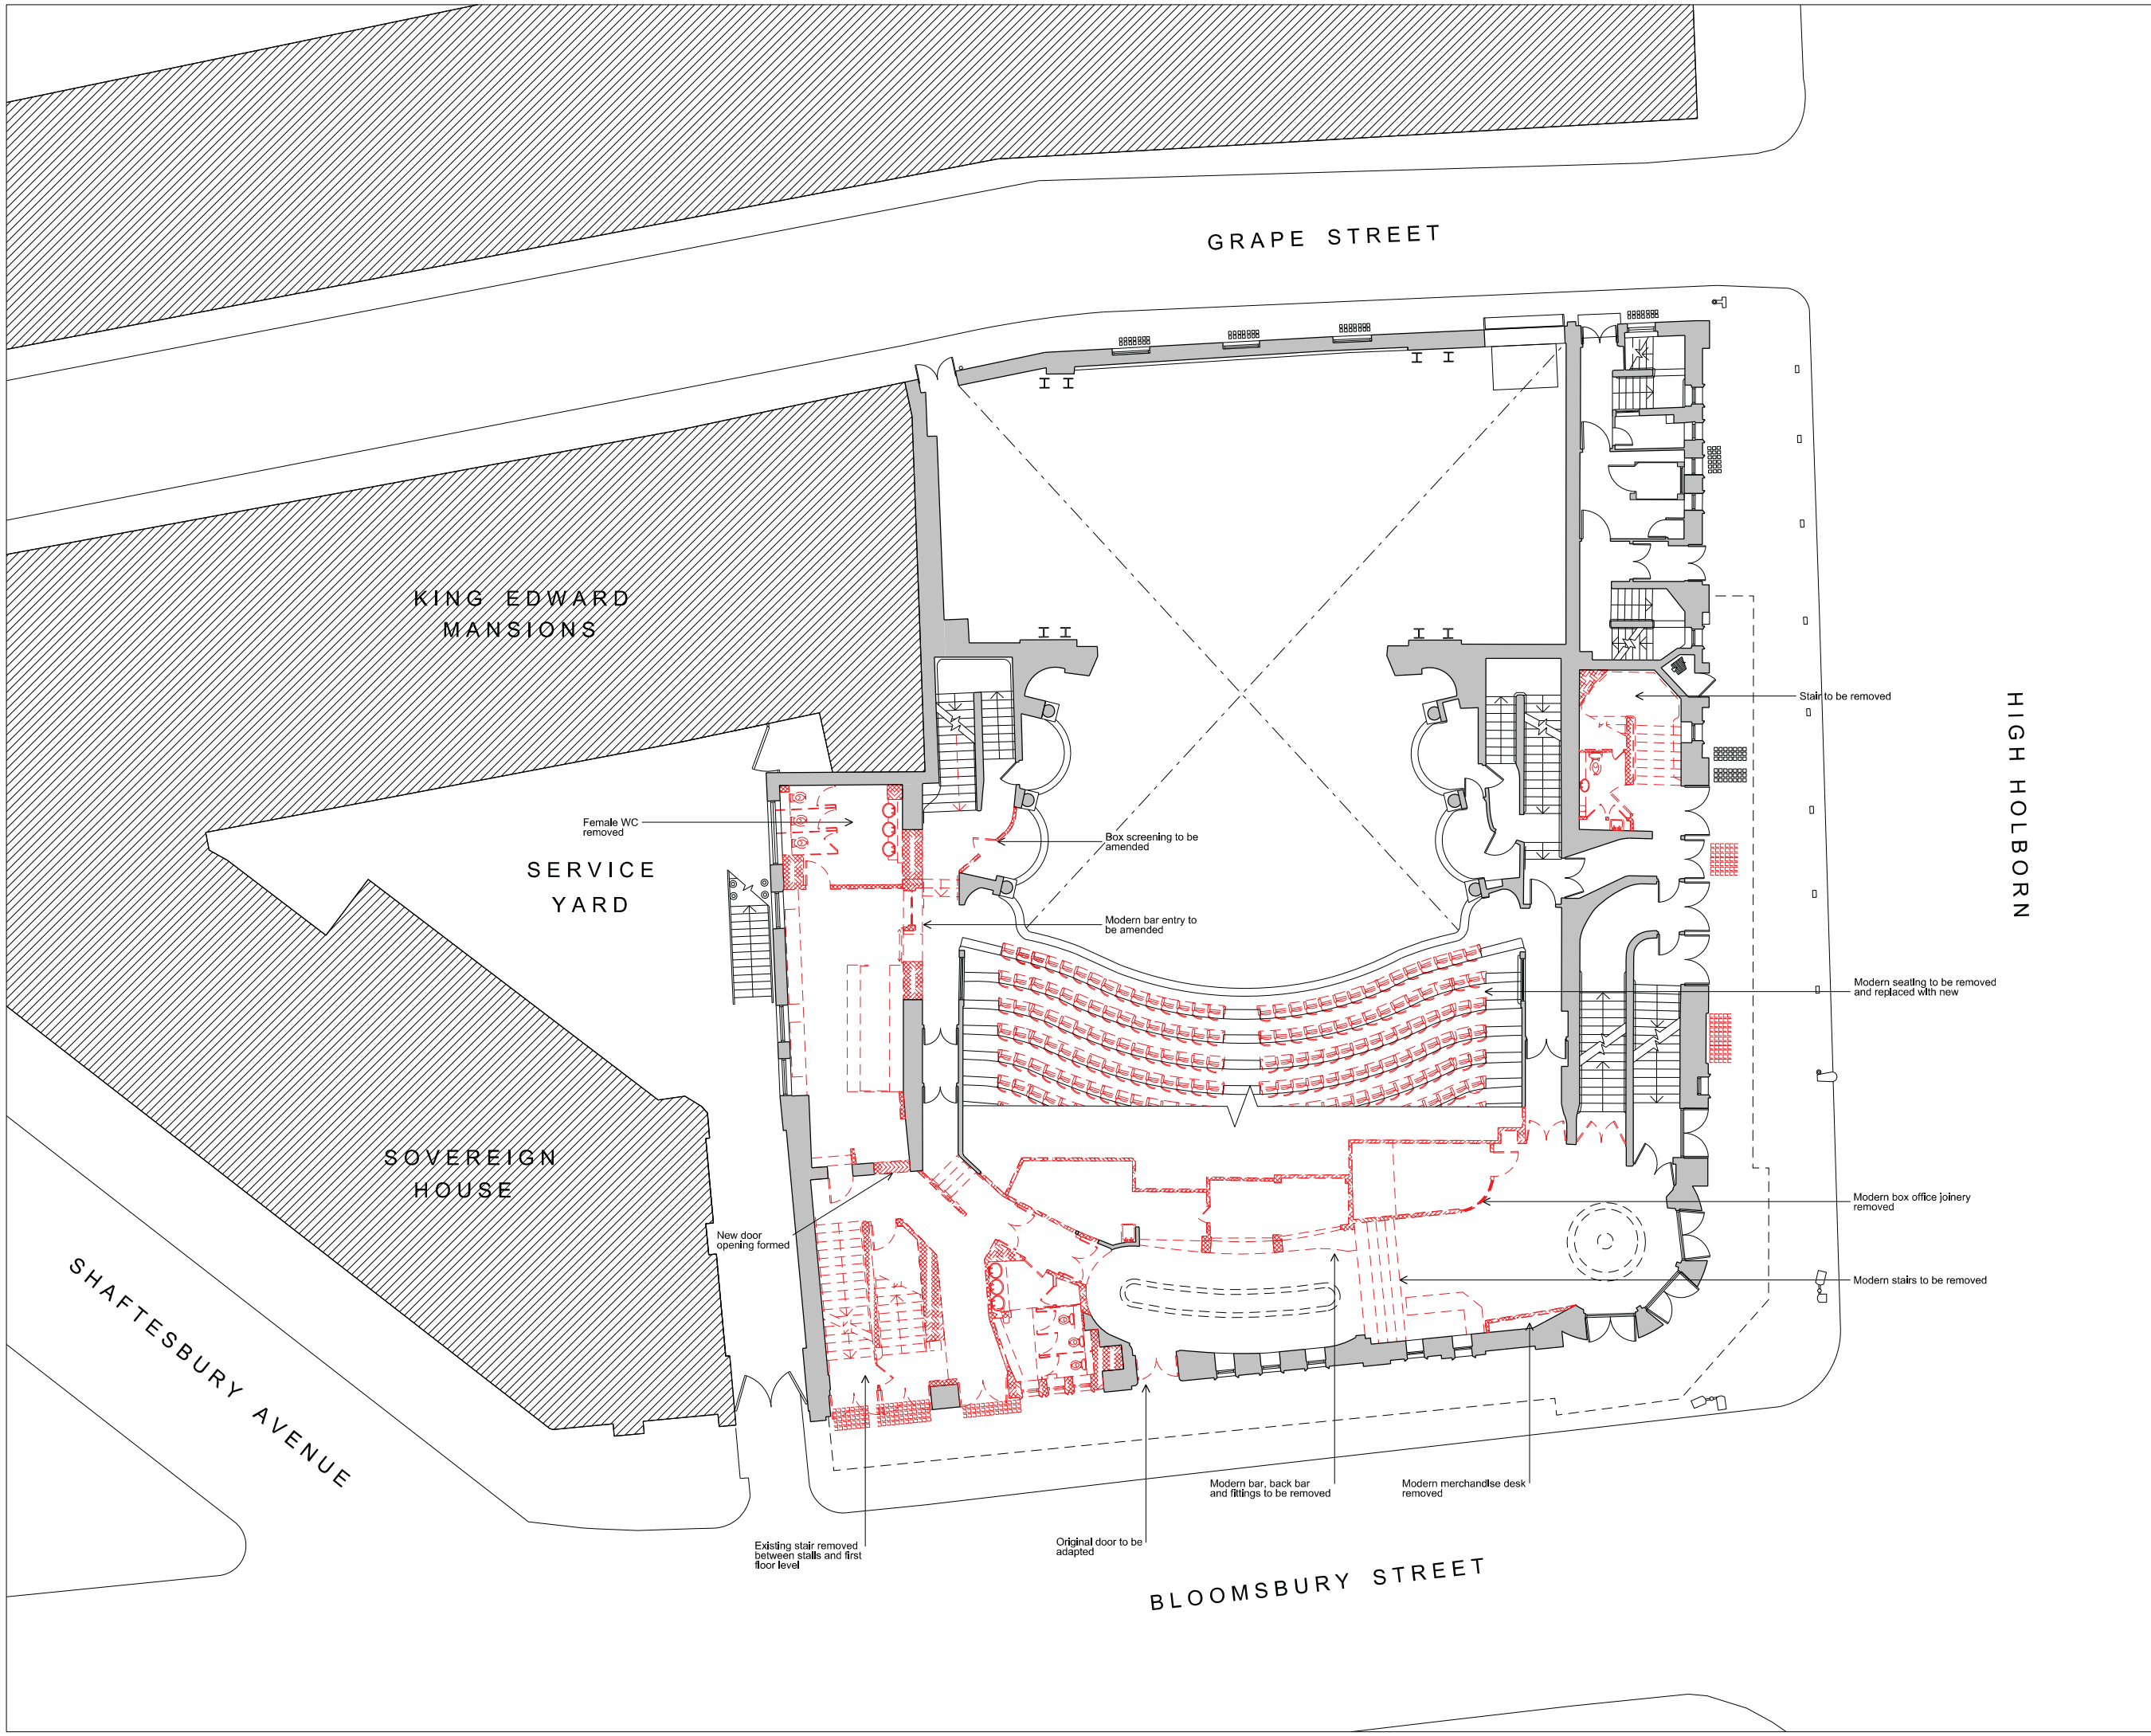 GRAPE STREET
KING EDWARD
MANSIONS
Stair to be removed
HIGH HOLBORN
Female WC
removed
Box screening to be
amended
SERVICE
YARD
Modern bar entry to
be amended
Modern seating to be removed
and replaced with new
SOVEREIGN
HOUSE
Modern box office joinery
removed
New door
opening formed
Modern stairs to be removed
SHAFTESBURY AVENUE
Modern bar, back bar
and fittings to be removed
Modern merchandise desk
removed
Existing stair removed
between stalls and first
floor level
Original door to be
adapted
BLOOMSBURY STREET